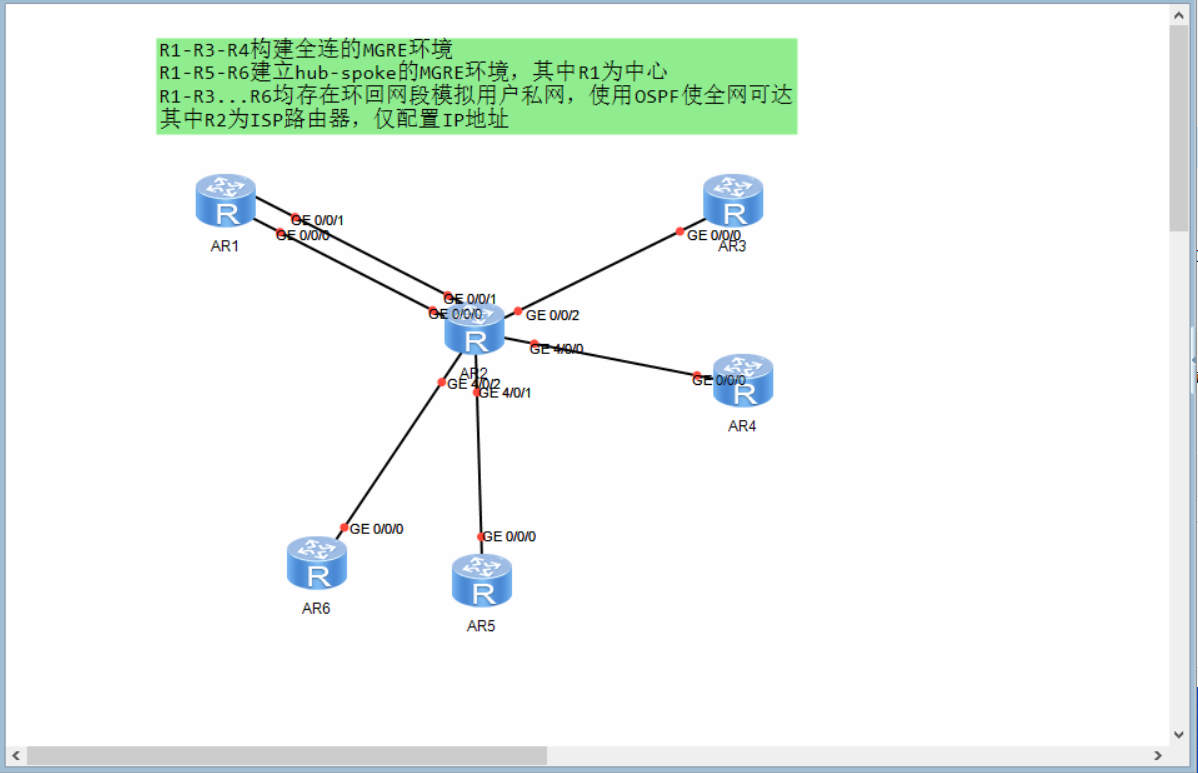 R1-R3-R4构建全连的MGRE环境
R1-R5-R6建立hub-spoke的MGRE环境，其中R1为中心
R1-R3...R6均存在环回网段模拟用户私网，使用OSPF使全网可达
其中R2为ISP路由器，仅配置IP地址
R
AR1
GE 0/0/1
GE 0/0/0
R
AR3
GE 0/0/0
GE 0/0/1
GE 0/0/0
R
AR2
GE 0/0/2
GE 4/0/0
GE 4/0/2
GE 4/0/1
GE 0/0/0
R
AR4
GE 0/0/0
R
AR6
GE 0/0/0
R
AR5